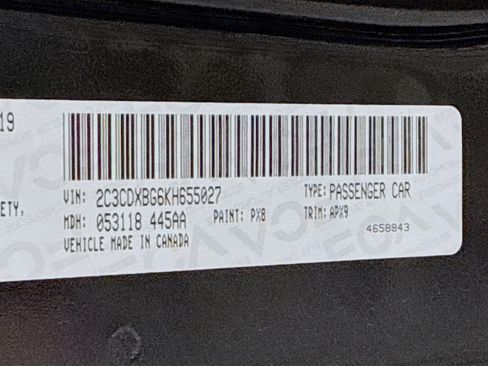 19
ETY,
VIN: 2C3CDXBG6KH655027 TYPE: PASSENGER CAR
MDH: 053118 445AA PAINT: PX8 TRIM: APX9
VEHICLE MADE IN CANADA 4658843